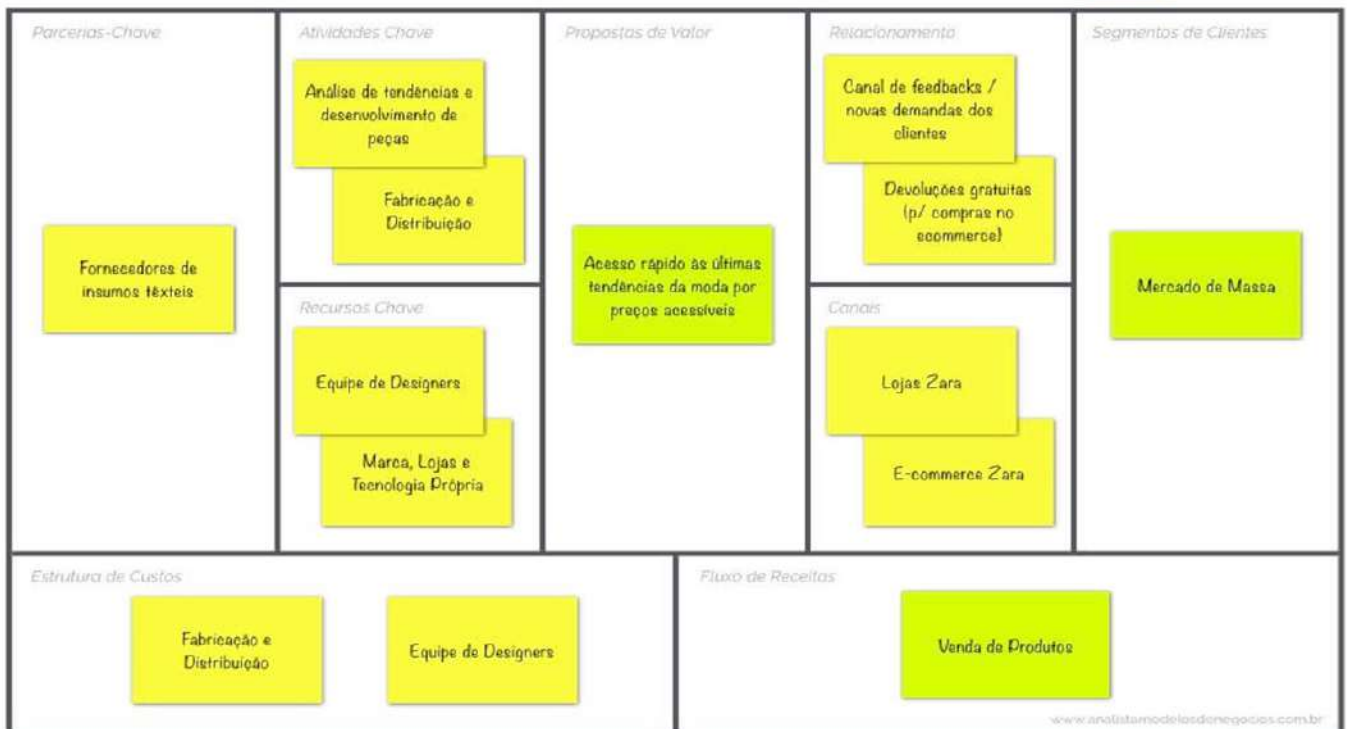 Parcerias-Chave
Fornecedores de
insumos têxteis
Atividades Chave
Análise de tendências e
desenvolvimento de
peças
Fabricação e
Distribuição
Recursos Chave
Equipe de Designers
Marca, Lojas e
Tecnologia Própria
Propostas de Valor
Acesso rápido às últimas
tendências da moda por
preços acessíveis
Relacionamento
Canal de feedbacks /
novas demandas dos
clientes
Devoluções gratuitas
(p/ compras no
ecommerce)
Canais
Lojas Zara
E-commerce Zara
Segmentos de Clientes
Mercado de Massa
Estrutura de Custos
Fabricação e
Distribuição
Equipe de Designers
Fluxo de Receitas
Venda de Produtos
www.analistamodelosdenegocios.com.br